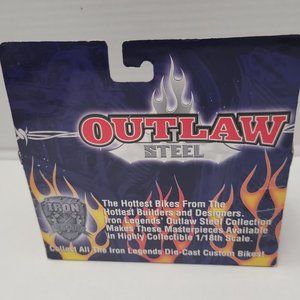 OUTLAW
STEEL
IRON
The Hottest Bikes From The
Hottest Builders and Designers.
Iron Legends' Outlaw Steel Collection
Makes These Masterpieces Available
in Highly Collectible 1/18th Scale.
Collect All The Iron Legends Die-Cast Custom Bikes!